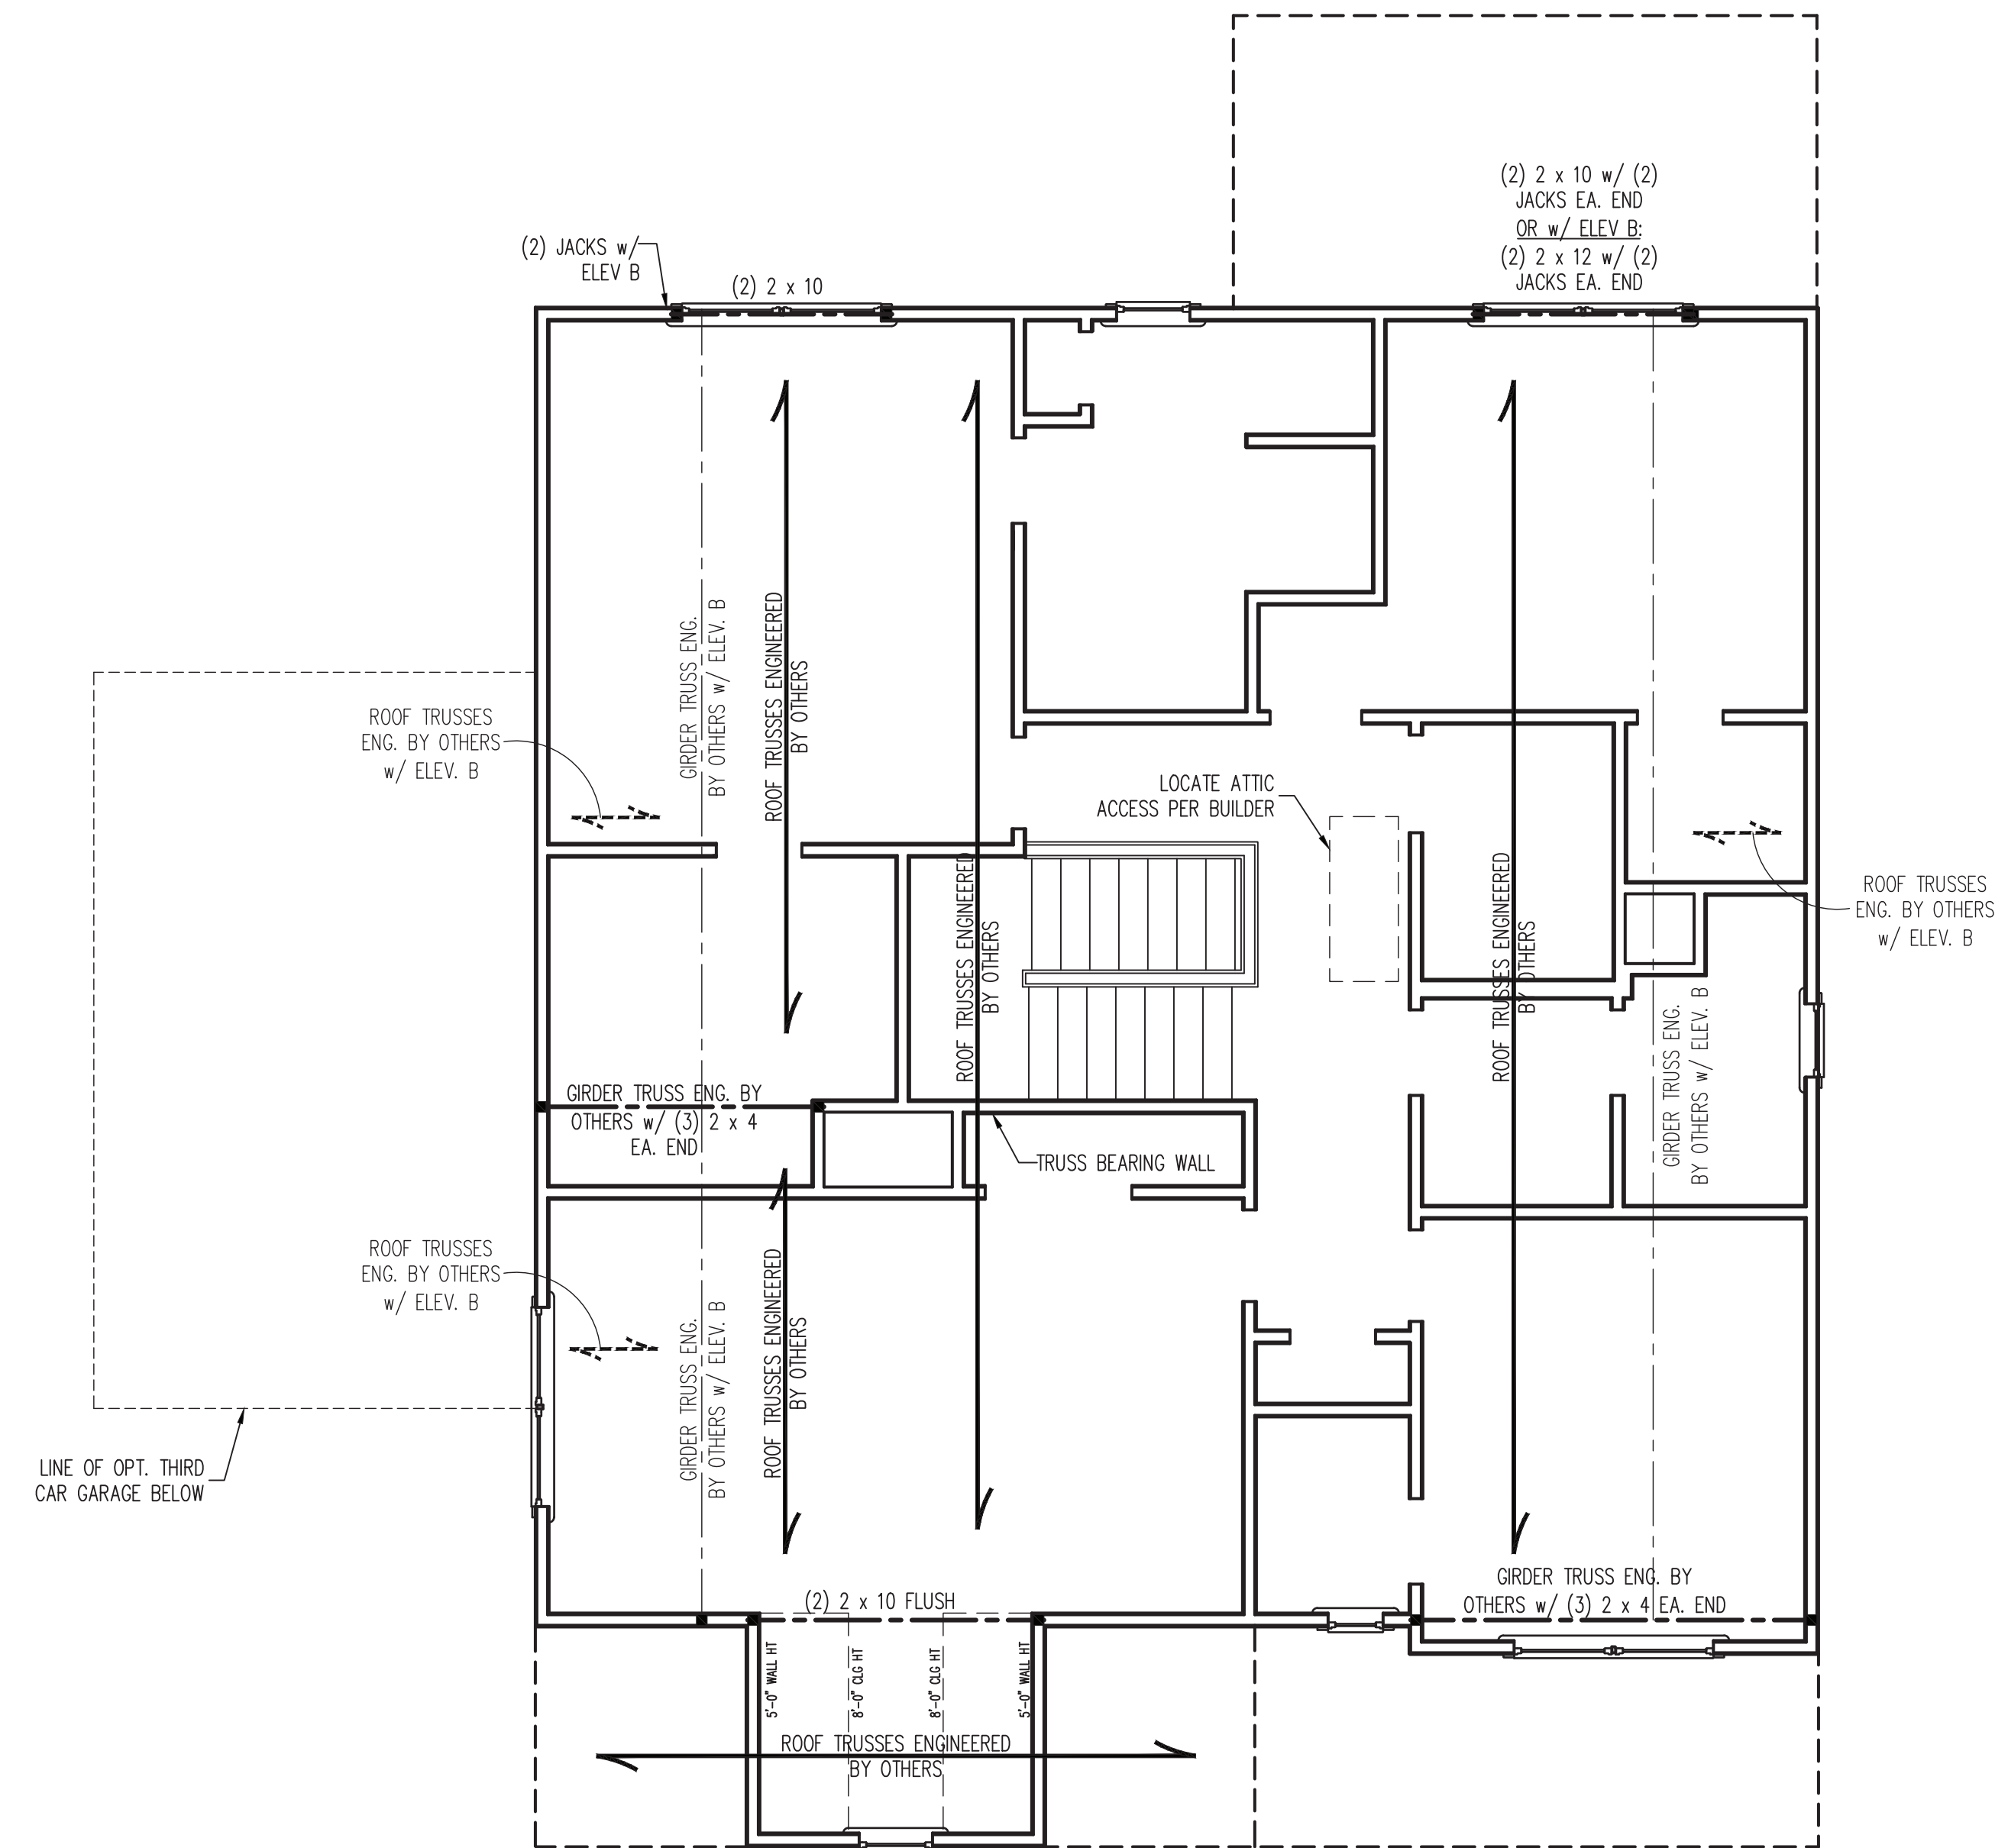 (2) 2 x 10 w/ (2)
JACKS EA. END
OR w/ ELEV B:
(2) 2 x 12 w/ (2)
JACKS EA. END
(2) JACKS w/
ELEV B
(2) 2 x 10
ROOF TRUSSES
ENG. BY OTHERS
w/ ELEV. B
GIRDER TRUSS ENG.
BY OTHERS w/ ELEV. B
ROOF TRUSSES ENGINEERED
BY OTHERS
LOCATE ATTIC
ACCESS PER BUILDER
ROOF TRUSSES ENGINEERED
BY OTHERS
ROOF TRUSSES ENGINEERED
BY OTHERS
ROOF TRUSSES
ENG. BY OTHERS
w/ ELEV. B
GIRDER TRUSS ENG.
BY OTHERS w/ ELEV. B
GIRDER TRUSS ENG. BY
OTHERS w/ (3) 2 x 4
EA. END
TRUSS BEARING WALL
ROOF TRUSSES
ENG. BY OTHERS
w/ ELEV. B
GIRDER TRUSS ENG.
BY OTHERS w/ ELEV. B
ROOF TRUSSES ENGINEERED
BY OTHERS
LINE OF OPT. THIRD
CAR GARAGE BELOW
(2) 2 x 10 FLUSH
GIRDER TRUSS ENG. BY
OTHERS w/ (3) 2 x 4 EA. END
5'-0" WALL HT
8'-0" CLG HT
8'-0" CLG HT
5'-0" WALL HT
ROOF TRUSSES ENGINEERED
BY OTHERS